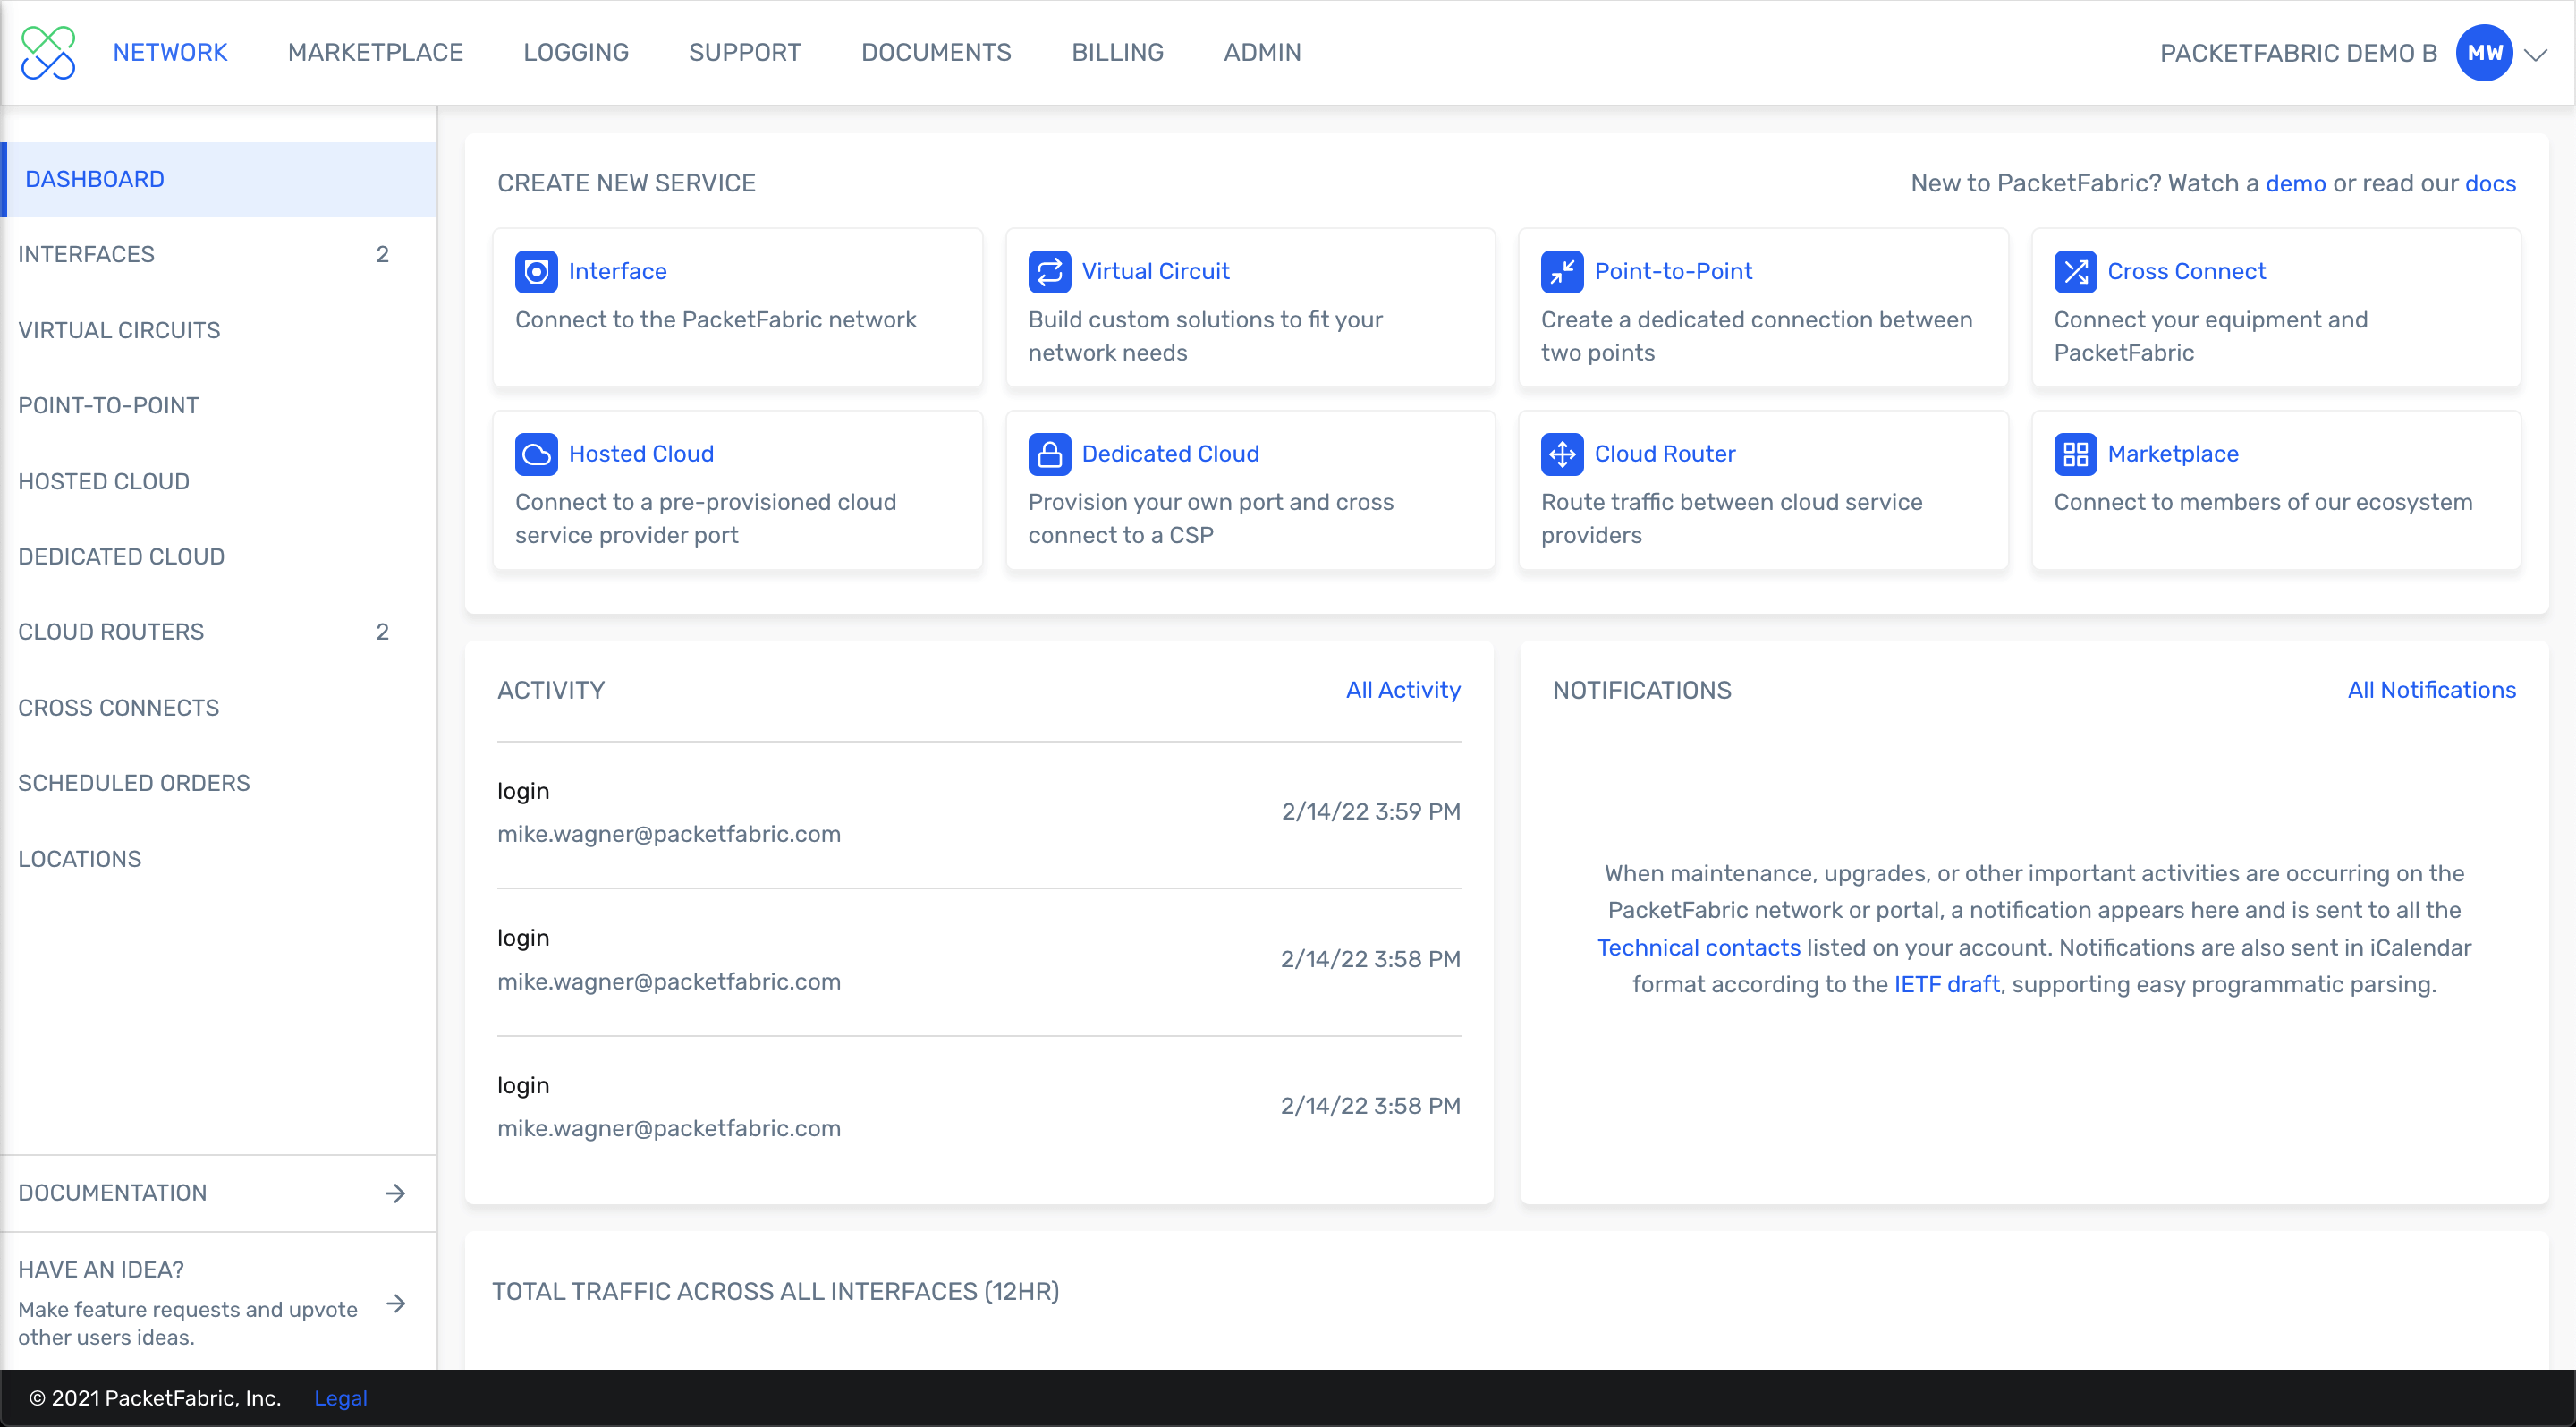 NETWORK MARKETPLACE LOGGING SUPPORT DOCUMENTS BILLING ADMIN PACKETFABRIC DEMO B MW
DASHBOARD
INTERFACES 2
VIRTUAL CIRCUITS
POINT-TO-POINT
HOSTED CLOUD
DEDICATED CLOUD
CLOUD ROUTERS 2
CROSS CONNECTS
SCHEDULED ORDERS
LOCATIONS
DOCUMENTATION
HAVE AN IDEA?
Make feature requests and upvote
other users ideas.
CREATE NEW SERVICE New to PacketFabric? Watch a demo or read our docs
Interface
Connect to the PacketFabric network
Virtual Circuit
Build custom solutions to fit your
network needs
Point-to-Point
Create a dedicated connection between
two points
Cross Connect
Connect your equipment and
PacketFabric
Hosted Cloud
Connect to a pre-provisioned cloud
service provider port
Dedicated Cloud
Provision your own port and cross
connect to a CSP
Cloud Router
Route traffic between cloud service
providers
Marketplace
Connect to members of our ecosystem
ACTIVITY All Activity
login
mike.wagner@packetfabric.com
2/14/22 3:59 PM
login
mike.wagner@packetfabric.com
2/14/22 3:58 PM
login
mike.wagner@packetfabric.com
2/14/22 3:58 PM
NOTIFICATIONS All Notifications
When maintenance, upgrades, or other important activities are occurring on the
PacketFabric network or portal, a notification appears here and is sent to all the
Technical contacts listed on your account. Notifications are also sent in iCalendar
format according to the IETF draft, supporting easy programmatic parsing.
TOTAL TRAFFIC ACROSS ALL INTERFACES (12HR)
© 2021 PacketFabric, Inc. Legal